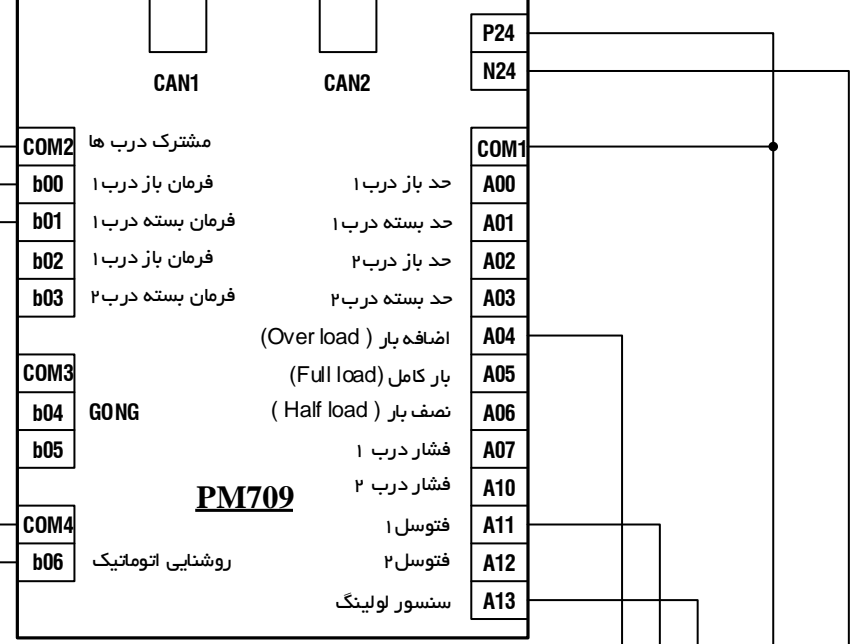 P24
N24
CAN1 CAN2
COM2 مشترک درب ها
COM1
b00 فرمان باز درب۱ حد باز درب۱ A00
b01 فرمان بسته درب۱ حد بسته درب۱ A01
b02 فرمان باز درب۱ حد باز درب۲ A02
b03 فرمان بسته درب۲ حد بسته درب۲ A03
اضافه بار ( Over load) A04
COM3 بار کامل (Full load) A05
b04 GONG نصف بار ( Half load ) A06
b05 فشار درب ۱ A07
PM709 فشار درب ۲ A10
COM4 فتوسل۱ A11
b06 روشنایی اتوماتیک فتوسل۲ A12
سنسور لولینگ A13